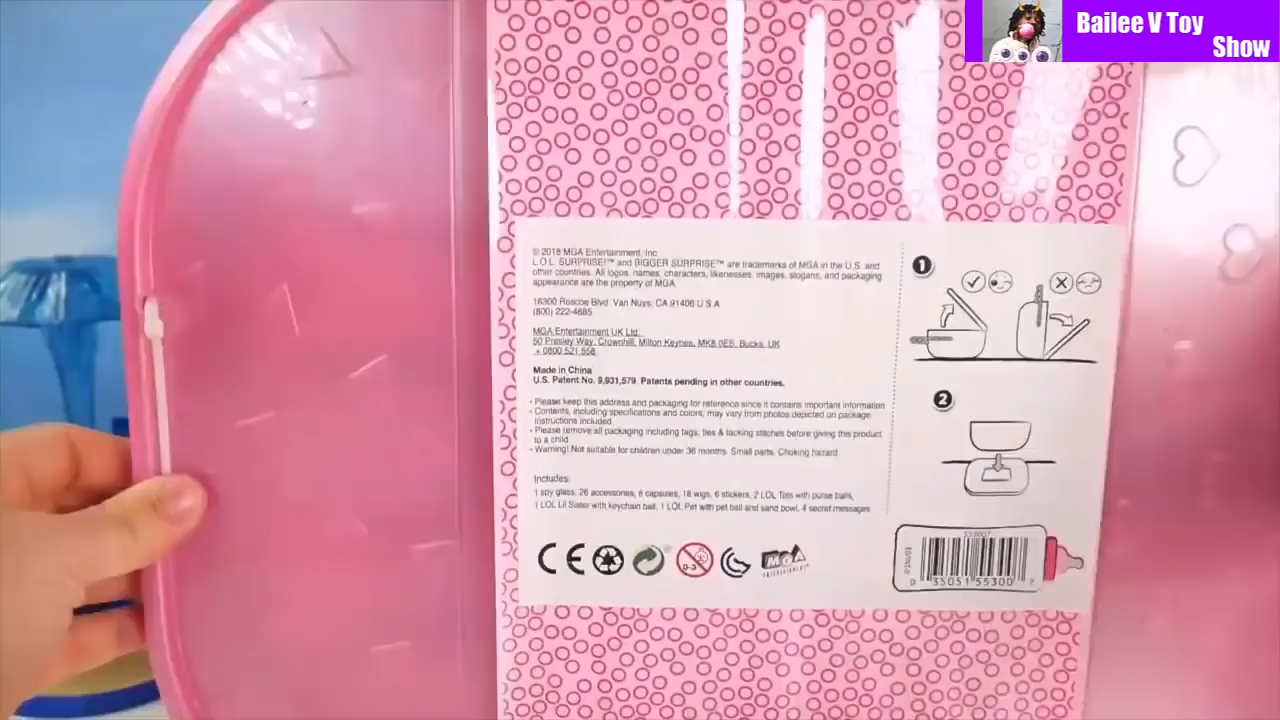 Bailee V Toy
Show
© 2018 MGA Entertainment, Inc.
L.O.L. SURPRISE!™ and BIGGER SURPRISE™ are trademarks of MGA in the U.S. and
other countries. All logos, names, characters, likenesses, images, slogans, and packaging
appearance are the property of MGA.
16300 Roscoe Blvd. Van Nuys, CA 91406 U.S.A
(800) 222-4685
MGA Entertainment UK Ltd.
50 Presley Way, Crownhill, Milton Keynes, MK8 0ES, Bucks, UK
+ 0800 521 558
Made in China
U.S. Patent No. 9,931,579. Patents pending in other countries.
• Please keep this address and packaging for reference since it contains important information
• Contents, including specifications and colors, may vary from photos depicted on package
instructions included.
• Please remove all packaging including tags, ties & tacking stitches before giving this product
to a child
• Warning! Not suitable for children under 36 months. Small parts. Choking hazard.
Includes:
1 spy glass, 26 accessories, 6 capsules, 18 wigs, 6 stickers, 2 LOL Tots with purse balls,
1 LOL Lil Sister with keychain ball, 1 LOL Pet with pet ball and sand bowl, 4 secret messages
CE
0-3
MGA
ENTERTAINMENT
1
2
0 35051 55300 7